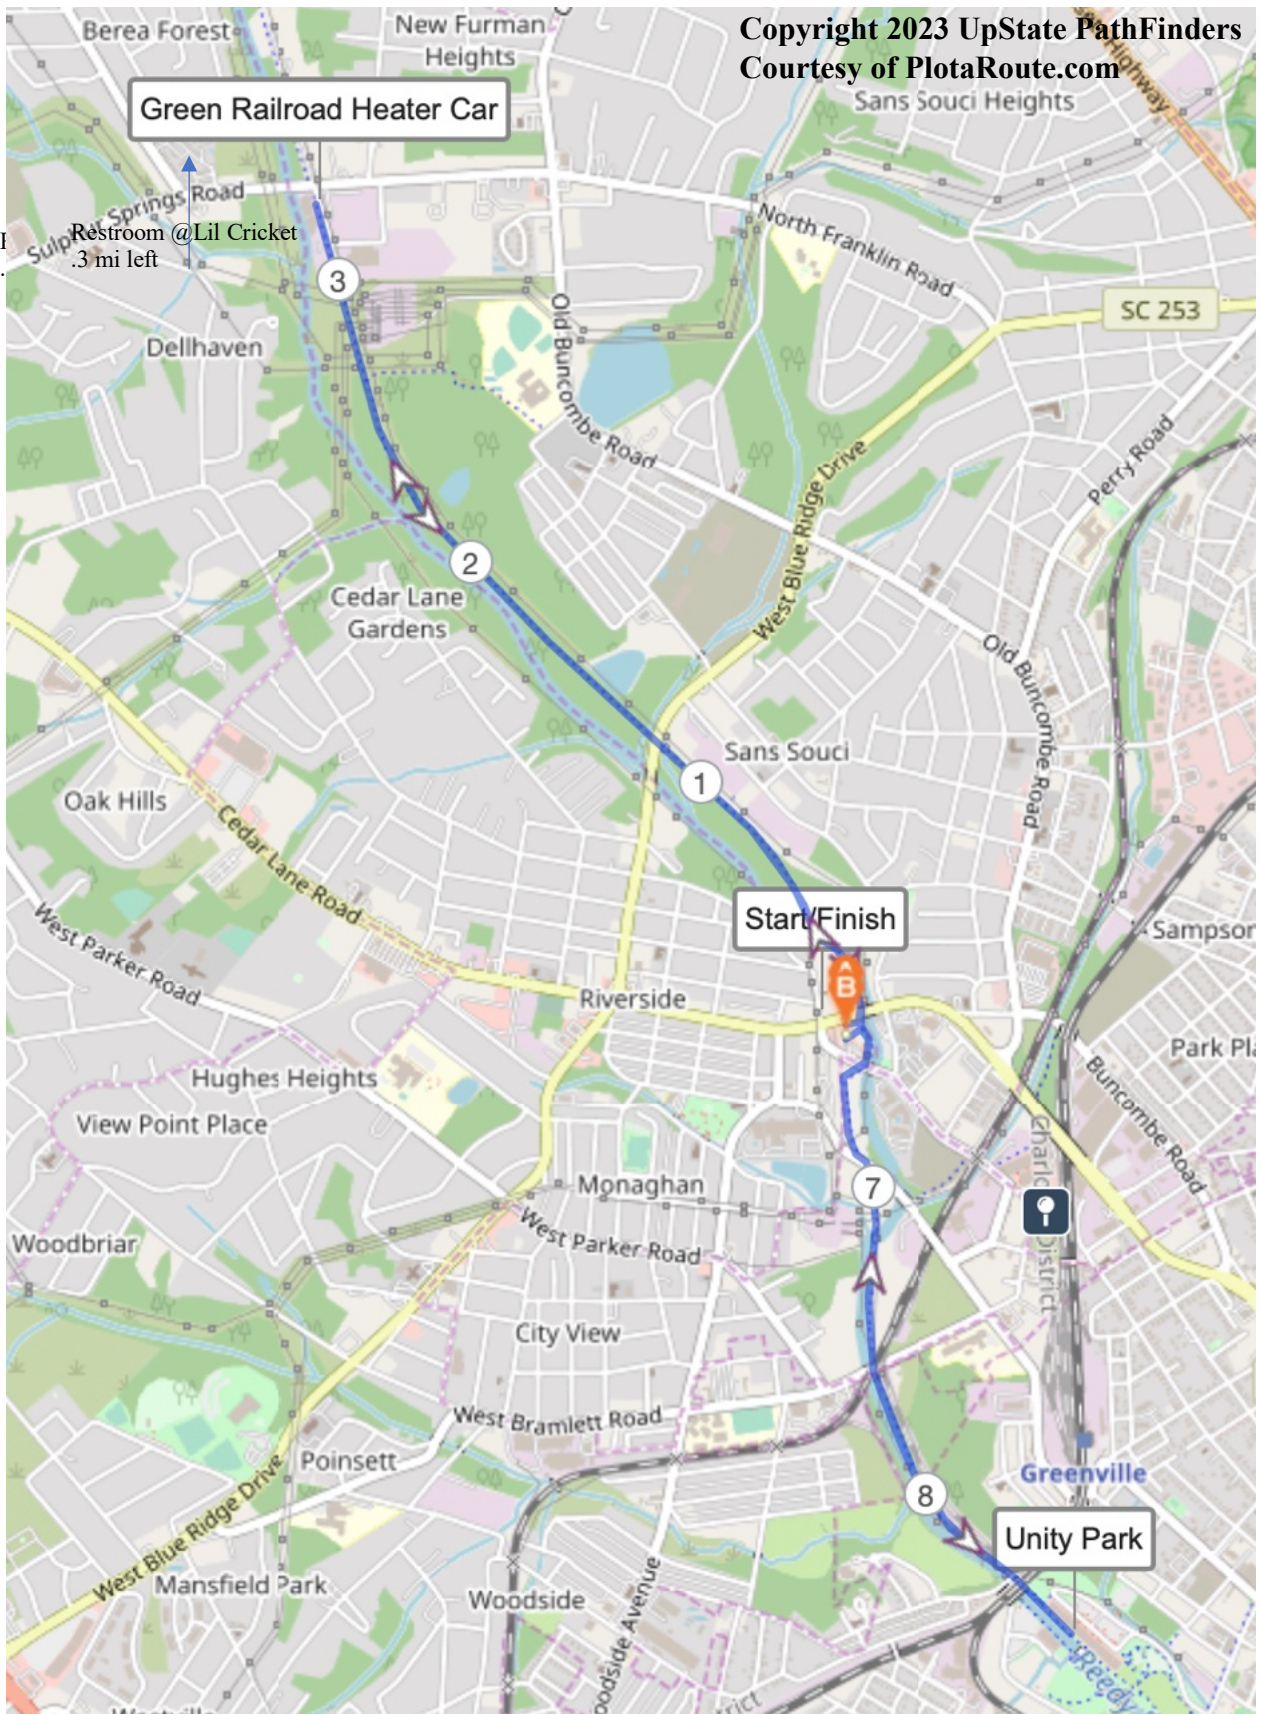 Berea Forest
New Furman
Heights
Copyright 2023 UpState PathFinders
Courtesy of PlotaRoute.com
Highway
Sans Souci Heights
Green Railroad Heater Car
Sulphur Springs Road
Restroom @Lil Cricket
.3 mi left
North Franklin Road
3
SC 253
Old Buncombe Road
Dellhaven
West Blue Ridge Drive
Perry Road
2
Cedar Lane
Gardens
Old Buncombe Road
Sans Souci
1
Oak Hills
Cedar Lane Road
West Parker Road
Start/Finish
Sampson
A
B
Riverside
Park Pla
Hughes Heights
Buncombe Road
View Point Place
Monaghan
7
West Parker Road
Woodbriar
District
City View
West Bramlett Road
Poinsett
Greenville
8
Unity Park
West Blue Ridge Drive
Mansfield Park
Woodside
oodside Avenue
Reedy
trict